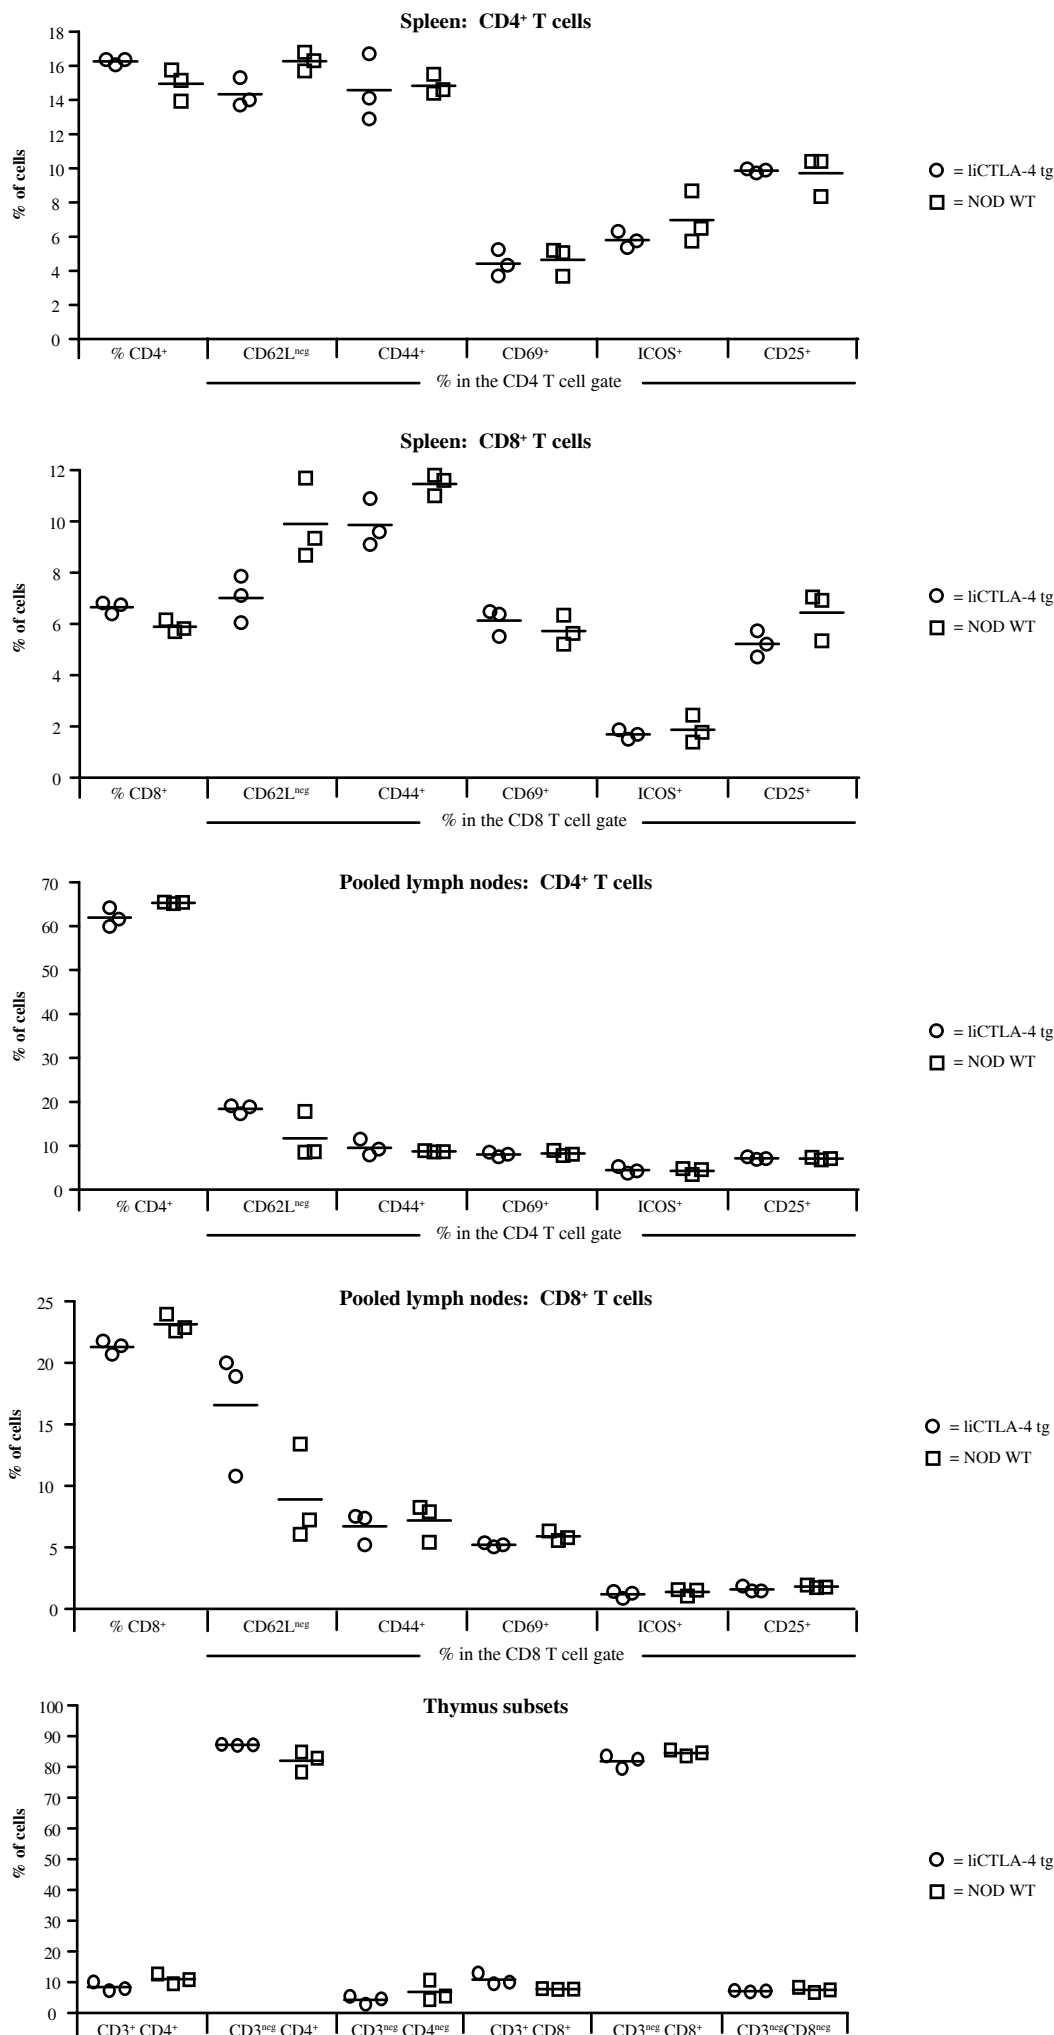 Spleen: CD4⁺ T cells
18
16
14
12
10
8
6
4
2
0
% of cells
= liCTLA-4 tg
= NOD WT
% CD4⁺ CD62Lⁿᵉᵍ CD44⁺ CD69⁺ ICOS⁺ CD25⁺
% in the CD4 T cell gate
Spleen: CD8⁺ T cells
12
10
8
6
4
2
0
% of cells
= liCTLA-4 tg
= NOD WT
% CD8⁺ CD62Lⁿᵉᵍ CD44⁺ CD69⁺ ICOS⁺ CD25⁺
% in the CD8 T cell gate
Pooled lymph nodes: CD4⁺ T cells
70
60
50
40
30
20
10
0
% of cells
= liCTLA-4 tg
= NOD WT
% CD4⁺ CD62Lⁿᵉᵍ CD44⁺ CD69⁺ ICOS⁺ CD25⁺
% in the CD4 T cell gate
Pooled lymph nodes: CD8⁺ T cells
25
20
15
10
5
0
% of cells
= liCTLA-4 tg
= NOD WT
% CD8⁺ CD62Lⁿᵉᵍ CD44⁺ CD69⁺ ICOS⁺ CD25⁺
% in the CD8 T cell gate
Thymus subsets
100
90
80
70
60
50
40
30
20
10
0
% of cells
= liCTLA-4 tg
= NOD WT
CD3⁺ CD4⁺ CD3ⁿᵉᵍ CD4⁺ CD3ⁿᵉᵍ CD4ⁿᵉᵍ CD3⁺ CD8⁺ CD3ⁿᵉᵍ CD8⁺ CD3ⁿᵉᵍCD8ⁿᵉᵍ